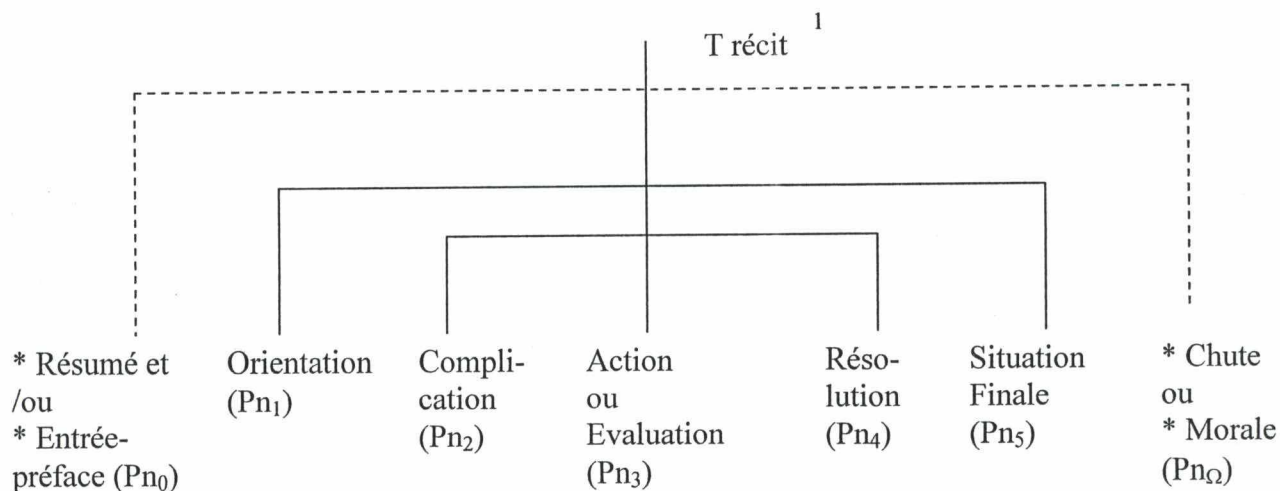 T récit 1
* Résumé et
/ou
* Entrée-
préface (Pn₀)
Orientation
(Pn₁)
Compli-
cation
(Pn₂)
Action
ou
Evaluation
(Pn₃)
Réso-
lution
(Pn₄)
Situation
Finale
(Pn₅)
* Chute
ou
* Morale
(PnΩ)